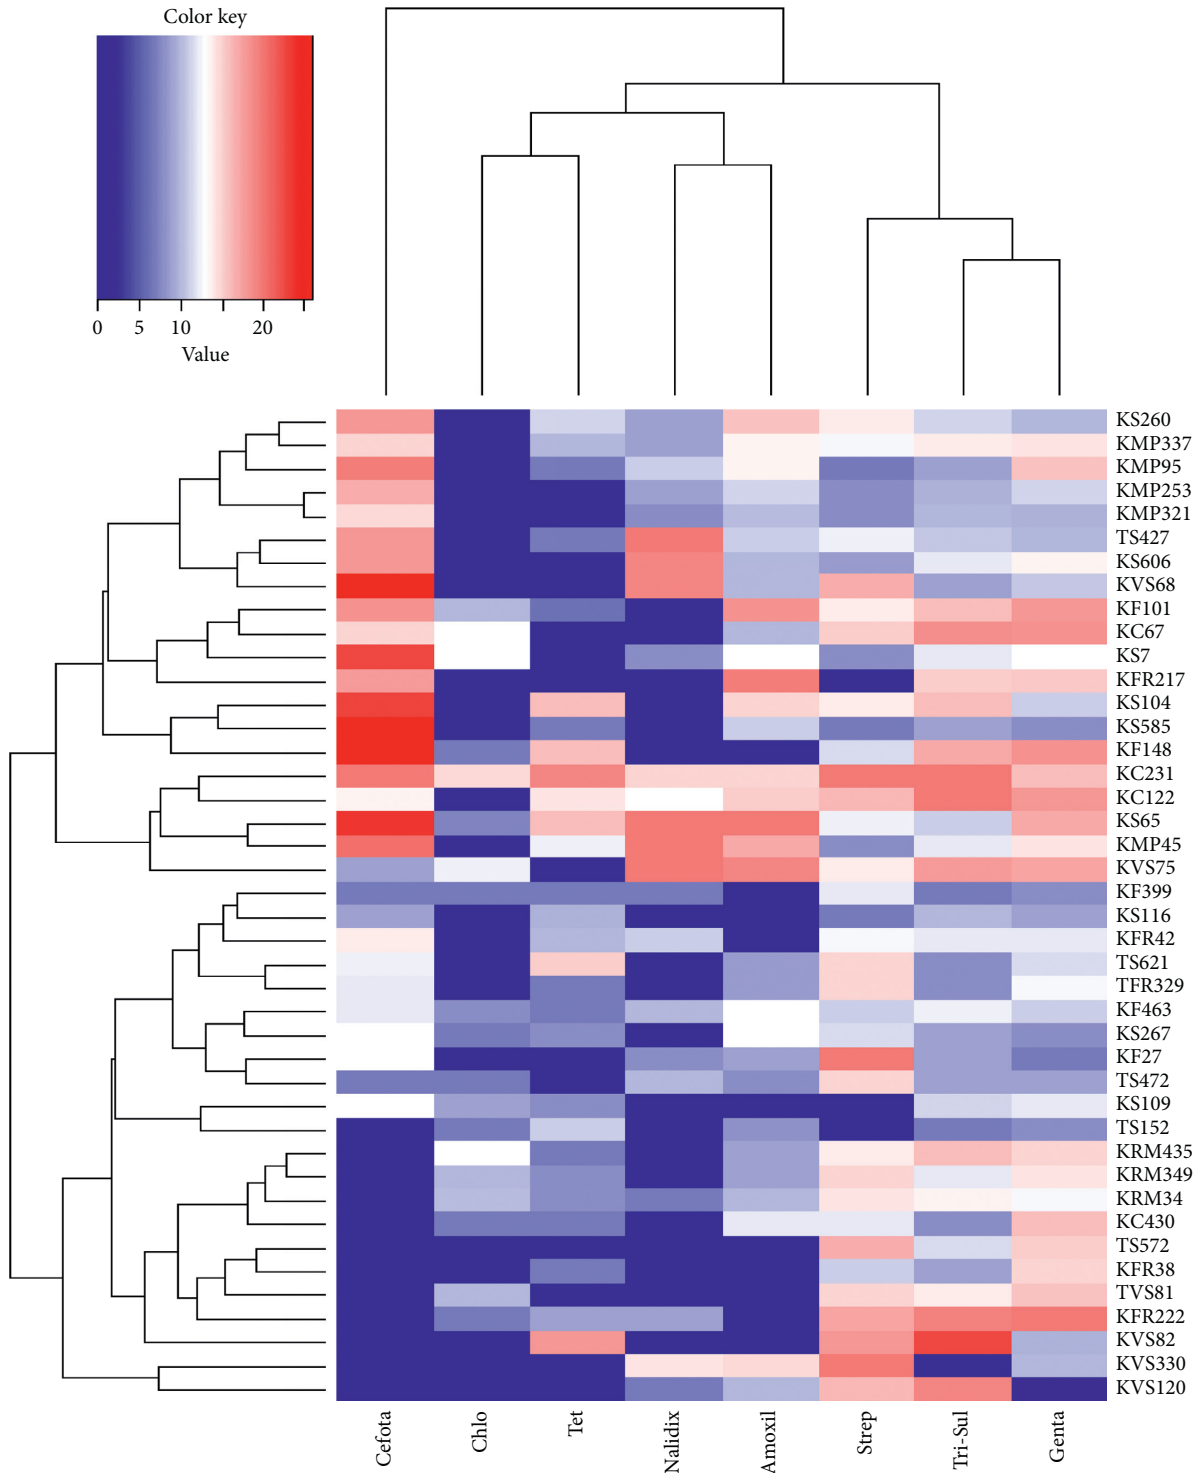 Color key
0 5 10 20
Value
KS260
KMP337
KMP95
KMP253
KMP321
TS427
KS606
KVS68
KF101
KC67
KS7
KFR217
KS104
KS585
KF148
KC231
KC122
KS65
KMP45
KVS75
KF399
KS116
KFR42
TS621
TFR329
KF463
KS267
KF27
TS472
KS109
TS152
KRM435
KRM349
KRM34
KC430
TS572
KFR38
TVS81
KFR222
KVS82
KVS330
KVS120
Cefota
Chlo
Tet
Nalidix
Amoxil
Strep
Tri-Sul
Genta